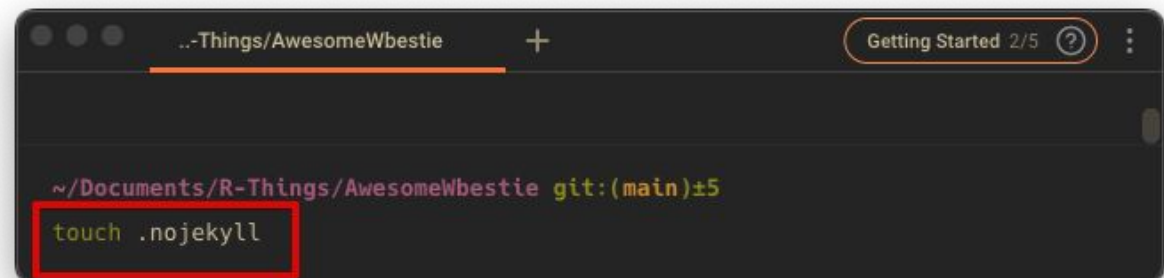 ..-Things/AwesomeWbestie + Getting Started 2/5 ?
~/Documents/R-Things/AwesomeWbestie git:(main)±5
touch .nojekyll